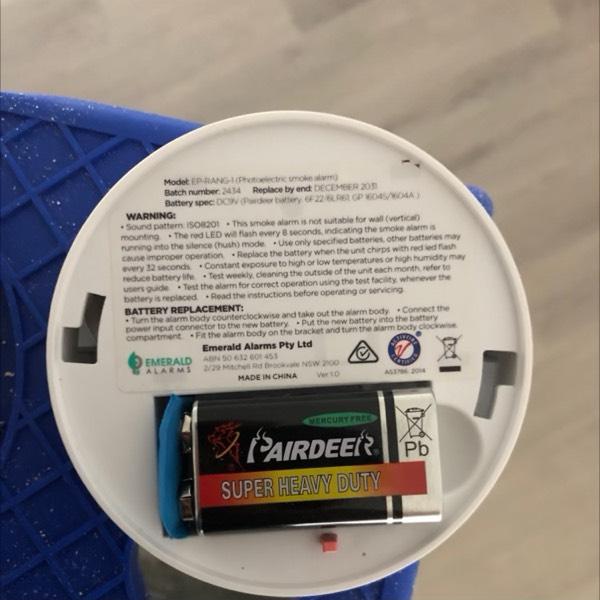 Model: EP-RANG-1 (Photoelectric smoke alarm)
Batch number: 2434 Replace by end: DECEMBER 2031
Battery spec: DC9V (Pairdeer battery, 6F22/6LR61, GP 1604S/1604A)
WARNING:
• Sound pattern: ISO8201 • This smoke alarm is not suitable for wall (vertical)
mounting. • The red LED will flash every 8 seconds, indicating the smoke alarm is
running into the silence (hush) mode. • Use only specified batteries, other batteries may
cause improper operation. • Replace the battery when the unit chirps with red led flash
every 32 seconds. • Constant exposure to high or low temperatures or high humidity may
reduce battery life. • Test weekly, cleaning the outside of the unit each month, refer to
users guide. • Test the alarm for correct operation using the test facility, whenever the
battery is replaced. • Read the instructions before operating or servicing.
BATTERY REPLACEMENT:
• Turn the alarm body counterclockwise and take out the alarm body. • Connect the
power input connector to the new battery. • Put the new battery into the battery
compartment. • Fit the alarm body on the bracket and turn the alarm body clockwise.
Emerald Alarms Pty Ltd
ABN 50 632 601 453
2/29 Mitchell Rd Brookvale NSW 2100
MADE IN CHINA Ver 1.0
EMERALD
ALARMS
AS3786: 2014
MERCURY FREE
PAIRDEER®
SUPER HEAVY DUTY
Pb